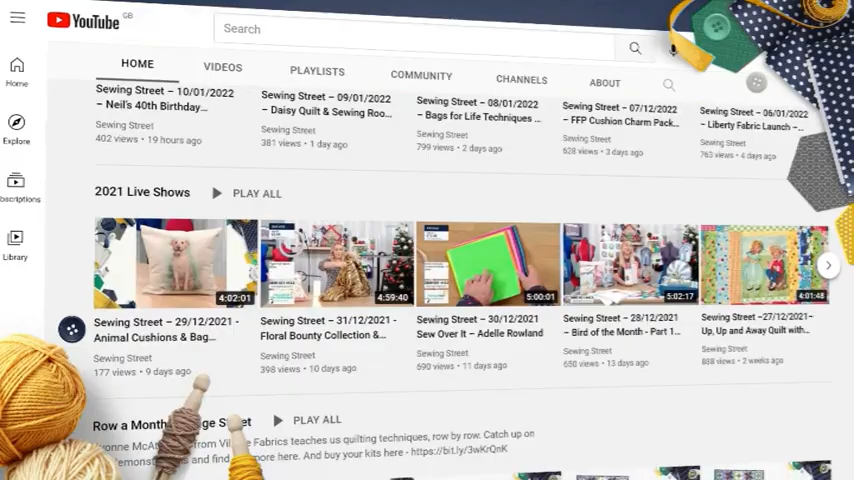 YouTube GB
Search
HOME VIDEOS PLAYLISTS COMMUNITY CHANNELS ABOUT
Home
Explore
bscriptions
Library
Sewing Street – 10/01/2022
– Neil's 40th Birthday...
Sewing Street
402 views • 19 hours ago
Sewing Street – 09/01/2022
– Daisy Quilt & Sewing Roo...
Sewing Street
381 views • 1 day ago
Sewing Street – 08/01/2022
– Bags for Life Techniques ...
Sewing Street
799 views • 2 days ago
Sewing Street – 07/12/2022
– FFP Cushion Charm Pack...
Sewing Street
628 views • 3 days ago
Sewing Street – 06/01/2022
– Liberty Fabric Launch –...
Sewing Street
763 views • 4 days ago
2021 Live Shows PLAY ALL
4:02:01
4:59:40
5:00:01
5:02:17
4:01:48
Sewing Street – 29/12/2021 -
Animal Cushions & Bag...
Sewing Street
177 views • 9 days ago
Sewing Street – 31/12/2021 -
Floral Bounty Collection &...
Sewing Street
398 views • 10 days ago
Sewing Street – 30/12/2021
Sew Over It – Adelle Rowland
Sewing Street
690 views • 11 days ago
Sewing Street – 28/12/2021
– Bird of the Month - Part 1...
Sewing Street
650 views • 13 days ago
Sewing Street –27/12/2021–
Up, Up and Away Quilt with...
Sewing Street
888 views • 2 weeks ago
Row a Month ge Street PLAY ALL
vonne McA from Vil e Fabrics teaches us quilting techniques, row by row. Catch up on
emons and find more here. And buy your kits here - https://bit.ly/3wKrQnK